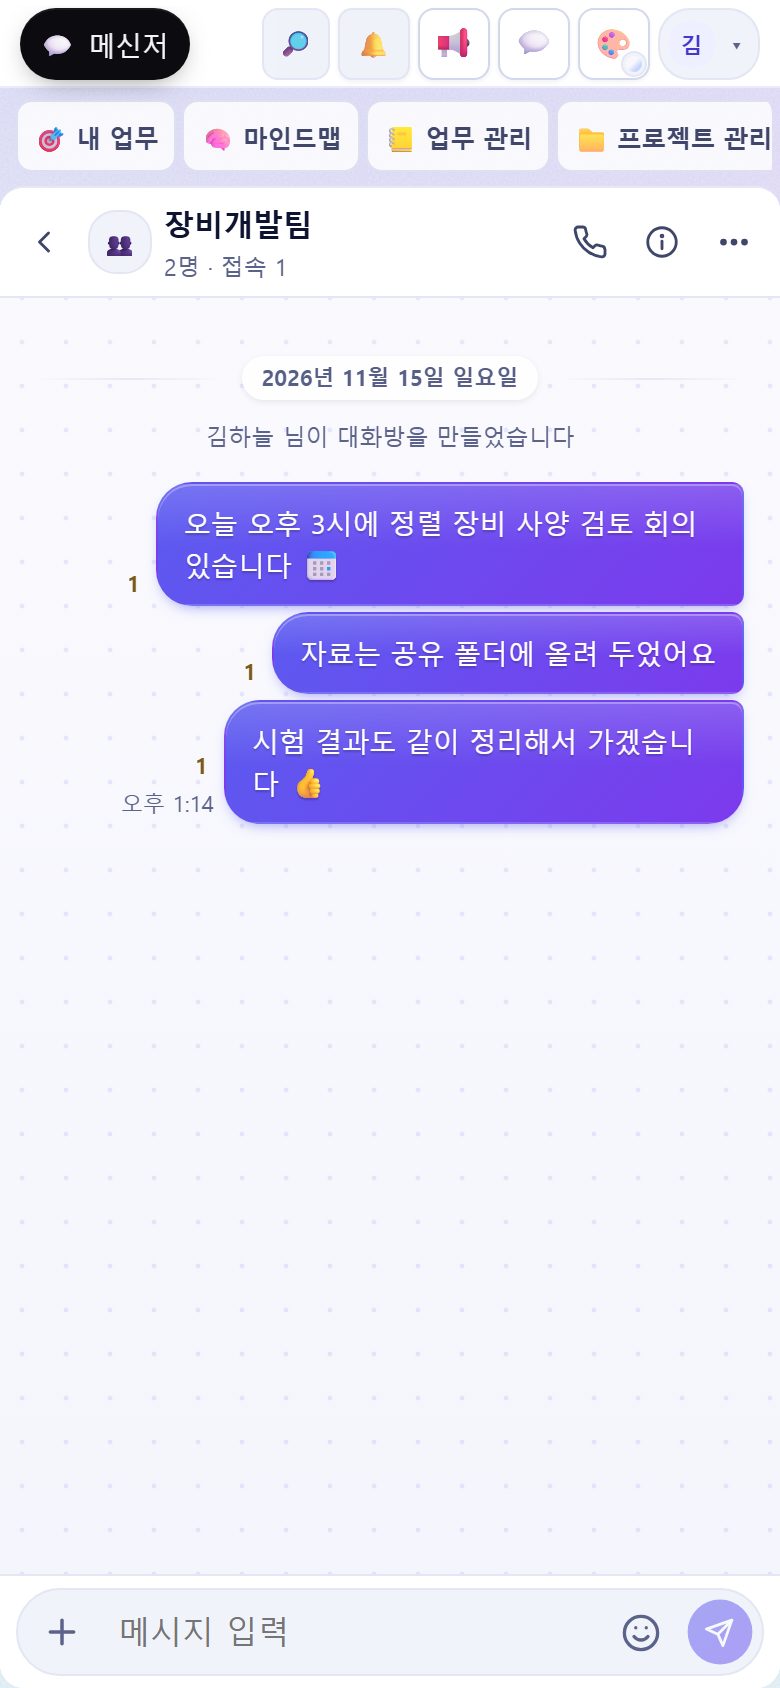 메신저
김
내 업무
마인드맵
업무 관리
프로젝트 관리
장비개발팀
2명 · 접속 1
2026년 11월 15일 일요일
김하늘 님이 대화방을 만들었습니다
오늘 오후 3시에 정렬 장비 사양 검토 회의
있습니다 📅
1
자료는 공유 폴더에 올려 두었어요
1
시험 결과도 같이 정리해서 가겠습니
다 👍
1
오후 1:14
메시지 입력